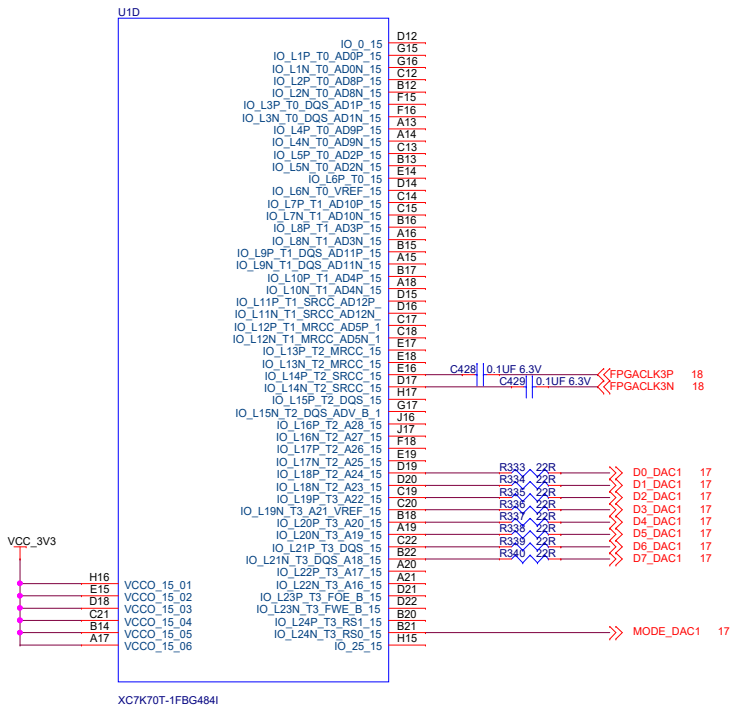 U1D
IO_0_15 D12
IO_L1P_T0_AD0P_15 G15
IO_L1N_T0_AD0N_15 G16
IO_L2P_T0_AD8P_15 C12
IO_L2N_T0_AD8N_15 B12
IO_L3P_T0_DQS_AD1P_15 F15
IO_L3N_T0_DQS_AD1N_15 F16
IO_L4P_T0_AD9P_15 A13
IO_L4N_T0_AD9N_15 A14
IO_L5P_T0_AD2P_15 C13
IO_L5N_T0_AD2N_15 B13
IO_L6P_T0_15 E14
IO_L6N_T0_VREF_15 D14
IO_L7P_T1_AD10P_15 C14
IO_L7N_T1_AD10N_15 C15
IO_L8P_T1_AD3P_15 B16
IO_L8N_T1_AD3N_15 A16
IO_L9P_T1_DQS_AD11P_15 B15
IO_L9N_T1_DQS_AD11N_15 A15
IO_L10P_T1_AD4P_15 B17
IO_L10N_T1_AD4N_15 A18
IO_L11P_T1_SRCC_AD12P_ D15
IO_L11N_T1_SRCC_AD12N_ D16
IO_L12P_T1_MRCC_AD5P_1 C17
IO_L12N_T1_MRCC_AD5N_1 C18
IO_L13P_T2_MRCC_15 E17
IO_L13N_T2_MRCC_15 E18
IO_L14P_T2_SRCC_15 E16 C428 0.1UF 6.3V FPGACLK3P 18
IO_L14N_T2_SRCC_15 D17 C429 0.1UF 6.3V FPGACLK3N 18
IO_L15P_T2_DQS_15 H17
IO_L15N_T2_DQS_ADV_B_1 G17
IO_L16P_T2_A28_15 J16
IO_L16N_T2_A27_15 J17
IO_L17P_T2_A26_15 F18
IO_L17N_T2_A25_15 E19
IO_L18P_T2_A24_15 D19 R333 22R D0_DAC1 17
IO_L18N_T2_A23_15 D20 R334 22R D1_DAC1 17
IO_L19P_T3_A22_15 C19 R335 22R D2_DAC1 17
IO_L19N_T3_A21_VREF_15 C20 R336 22R D3_DAC1 17
IO_L20P_T3_A20_15 B18 R337 22R D4_DAC1 17
IO_L20N_T3_A19_15 A19 R338 22R D5_DAC1 17
IO_L21P_T3_DQS_15 C22 R339 22R D6_DAC1 17
IO_L21N_T3_DQS_A18_15 B22 R340 22R D7_DAC1 17
IO_L22P_T3_A17_15 A20
IO_L22N_T3_A16_15 A21
IO_L23P_T3_FOE_B_15 D21
IO_L23N_T3_FWE_B_15 D22
IO_L24P_T3_RS1_15 B20
IO_L24N_T3_RS0_15 B21 MODE_DAC1 17
IO_25_15 H15
VCC_3V3
H16 VCCO_15_01
E15 VCCO_15_02
D18 VCCO_15_03
C21 VCCO_15_04
B14 VCCO_15_05
A17 VCCO_15_06
XC7K70T-1FBG484I